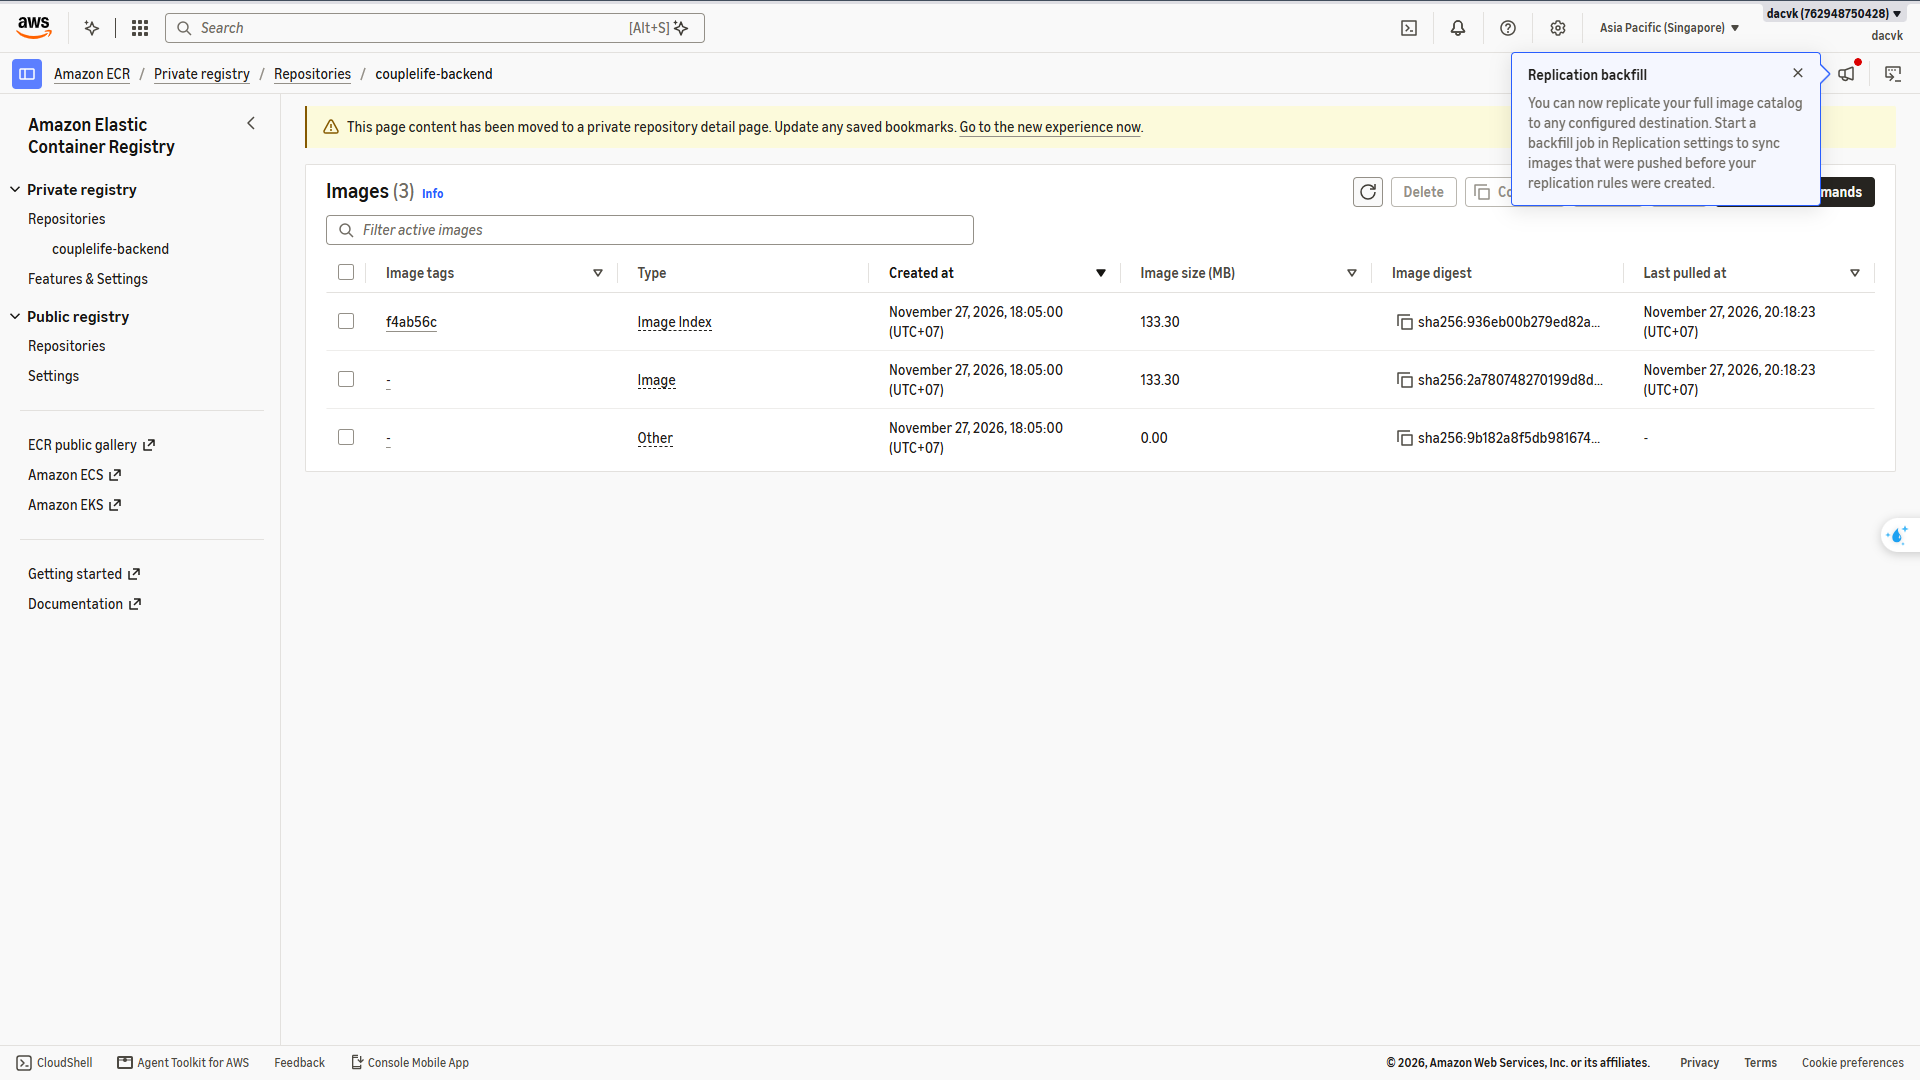 aws
Search
[Alt+S]
Asia Pacific (Singapore)
dacvk (762948750428)
dacvk
Amazon ECR / Private registry / Repositories / couplelife-backend
Replication backfill
You can now replicate your full image catalog
to any configured destination. Start a
backfill job in Replication settings to sync
images that were pushed before your
replication rules were created.
Amazon Elastic
Container Registry
Private registry
Repositories
couplelife-backend
Features & Settings
Public registry
Repositories
Settings
ECR public gallery
Amazon ECS
Amazon EKS
Getting started
Documentation
This page content has been moved to a private repository detail page. Update any saved bookmarks. Go to the new experience now.
Images (3) Info
Delete
Filter active images
Image tags Type Created at Image size (MB) Image digest Last pulled at
f4ab56c Image Index November 27, 2026, 18:05:00 (UTC+07) 133.30 sha256:936eb00b279ed82a... November 27, 2026, 20:18:23 (UTC+07)
- Image November 27, 2026, 18:05:00 (UTC+07) 133.30 sha256:2a780748270199d8d... November 27, 2026, 20:18:23 (UTC+07)
- Other November 27, 2026, 18:05:00 (UTC+07) 0.00 sha256:9b182a8f5db981674... -
CloudShell Agent Toolkit for AWS Feedback Console Mobile App
© 2026, Amazon Web Services, Inc. or its affiliates. Privacy Terms Cookie preferences